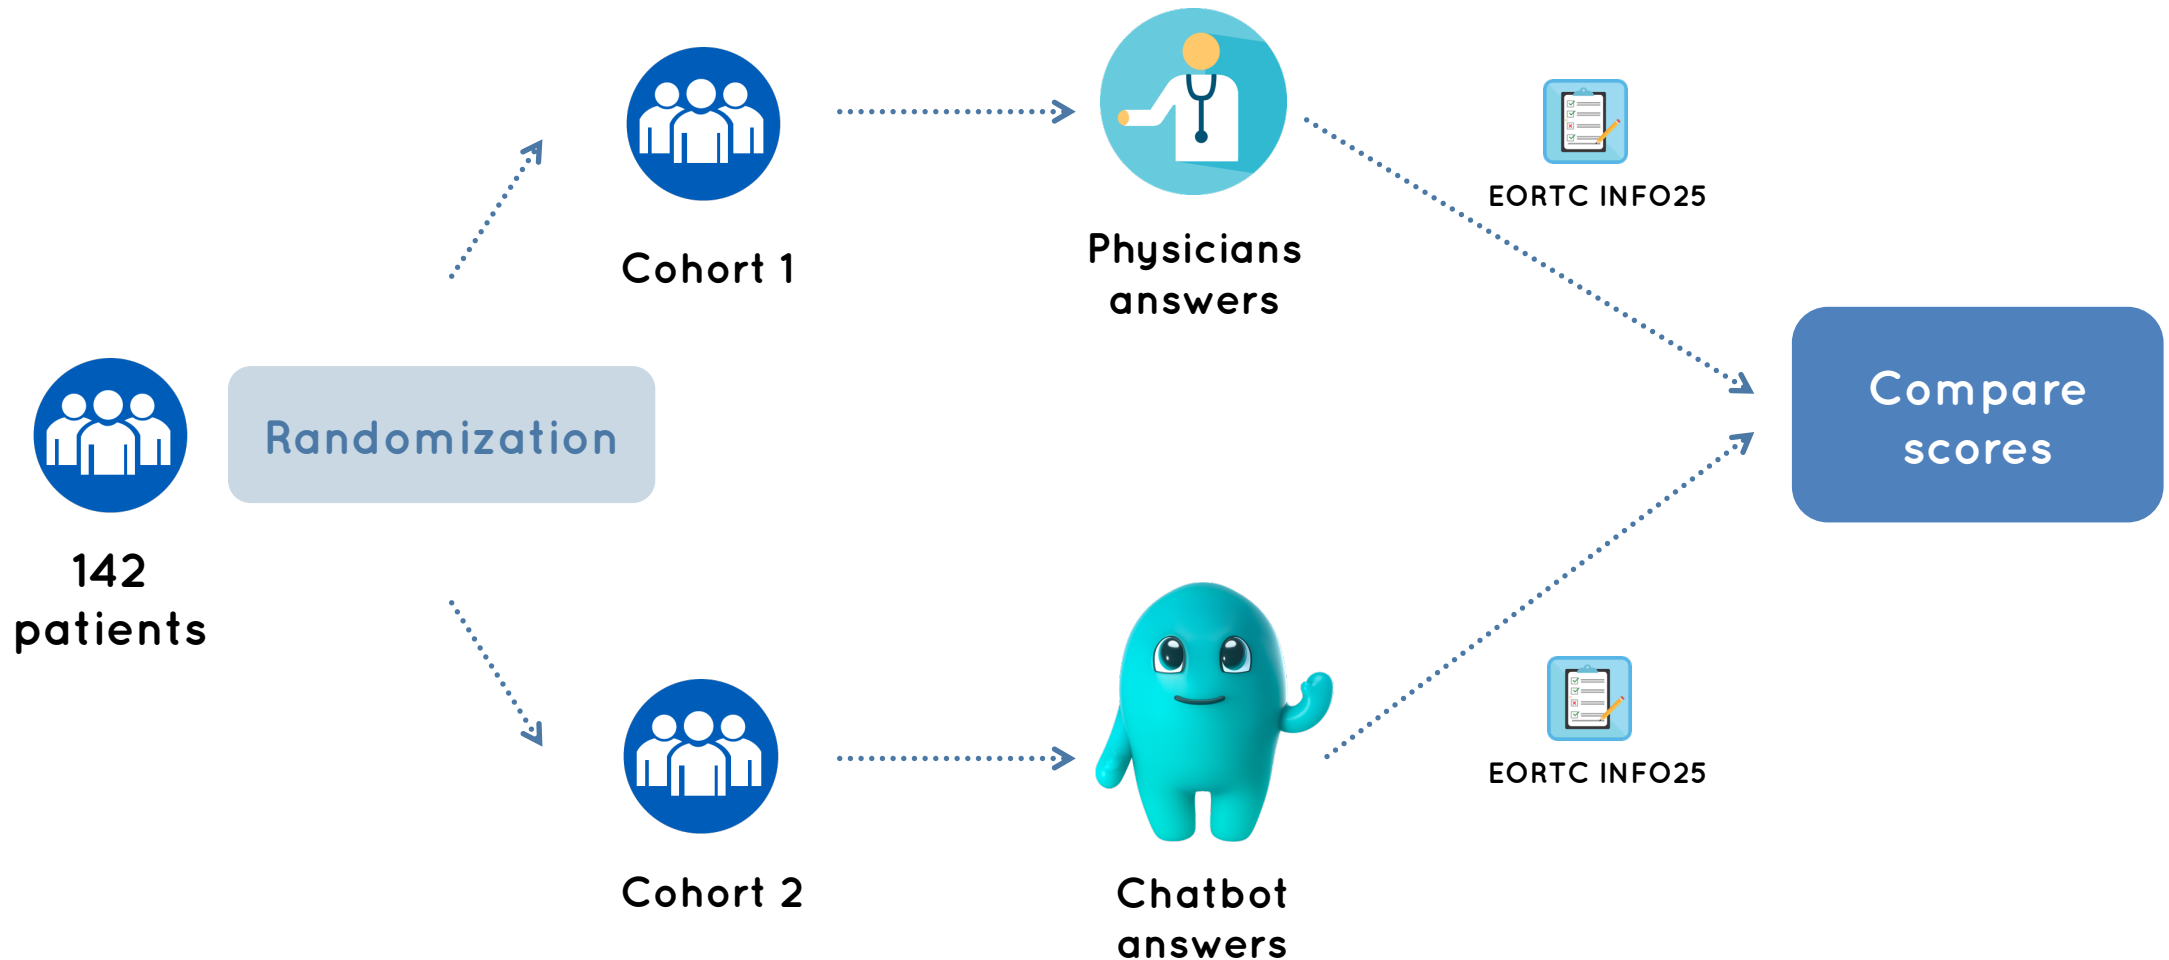 142
patients
Randomization
Cohort 1
Physicians
answers
EORTC INFO25
Cohort 2
Chatbot
answers
EORTC INFO25
Compare
scores